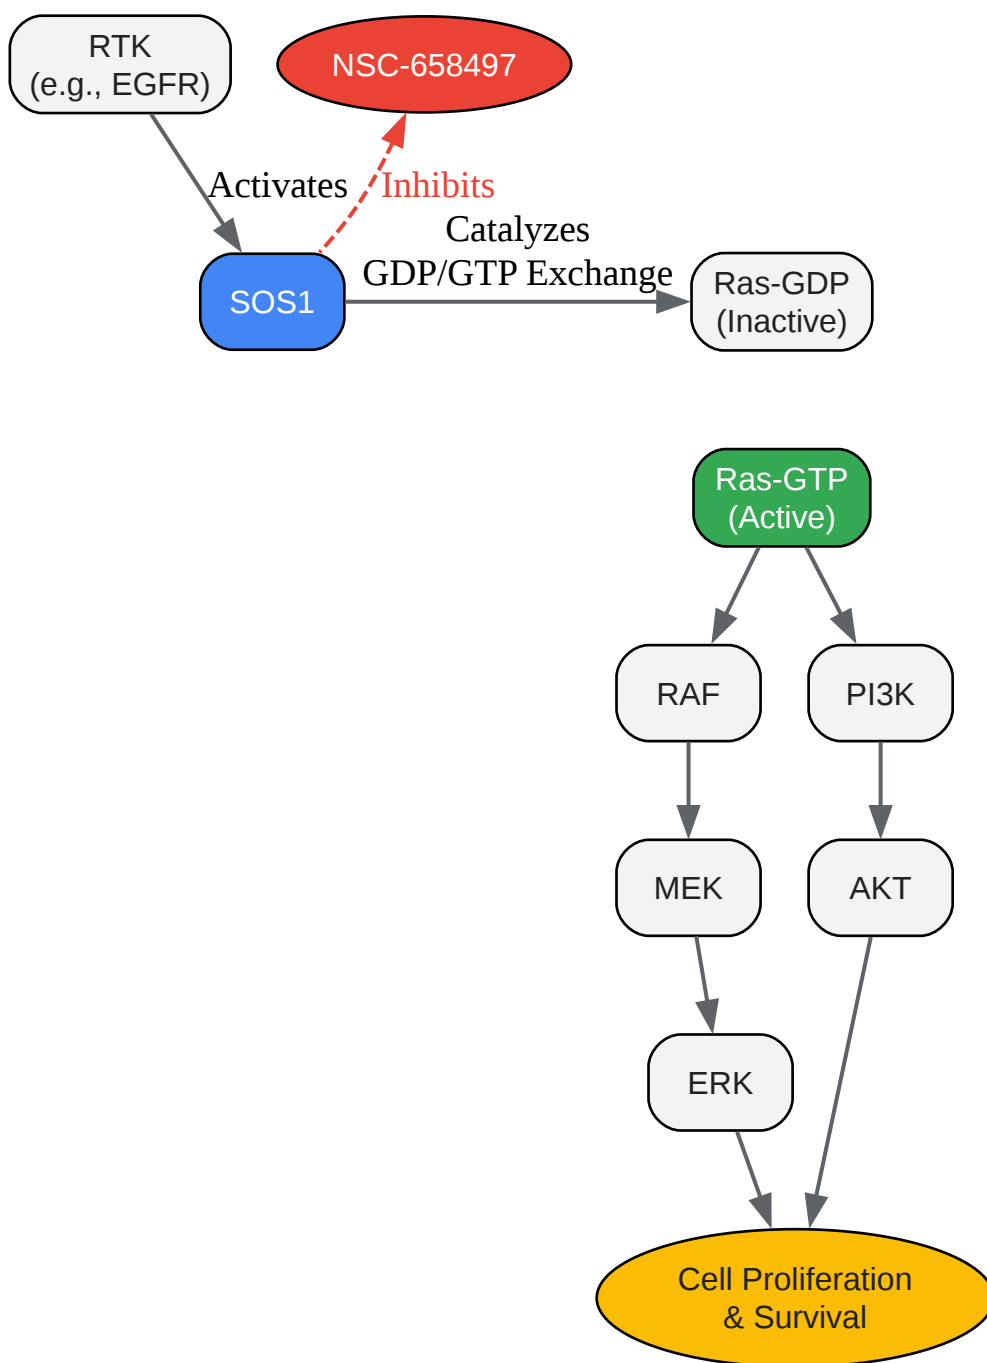 RTK
(e.g., EGFR)
NSC-658497
Activates
Inhibits
Catalyzes
GDP/GTP Exchange
SOS1
Ras-GDP
(Inactive)
Ras-GTP
(Active)
RAF
PI3K
MEK
AKT
ERK
Cell Proliferation
& Survival